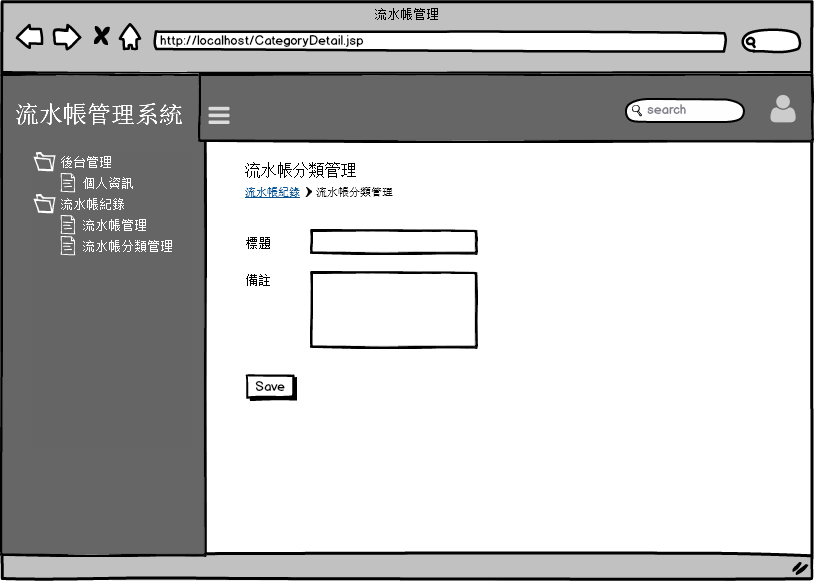 流水帳管理
http://localhost/CategoryDetail.jsp
流水帳管理系統
search
後台管理
個人資訊
流水帳紀錄
流水帳管理
流水帳分類管理
流水帳分類管理
流水帳紀錄 > 流水帳分類管理
標題
備註
Save